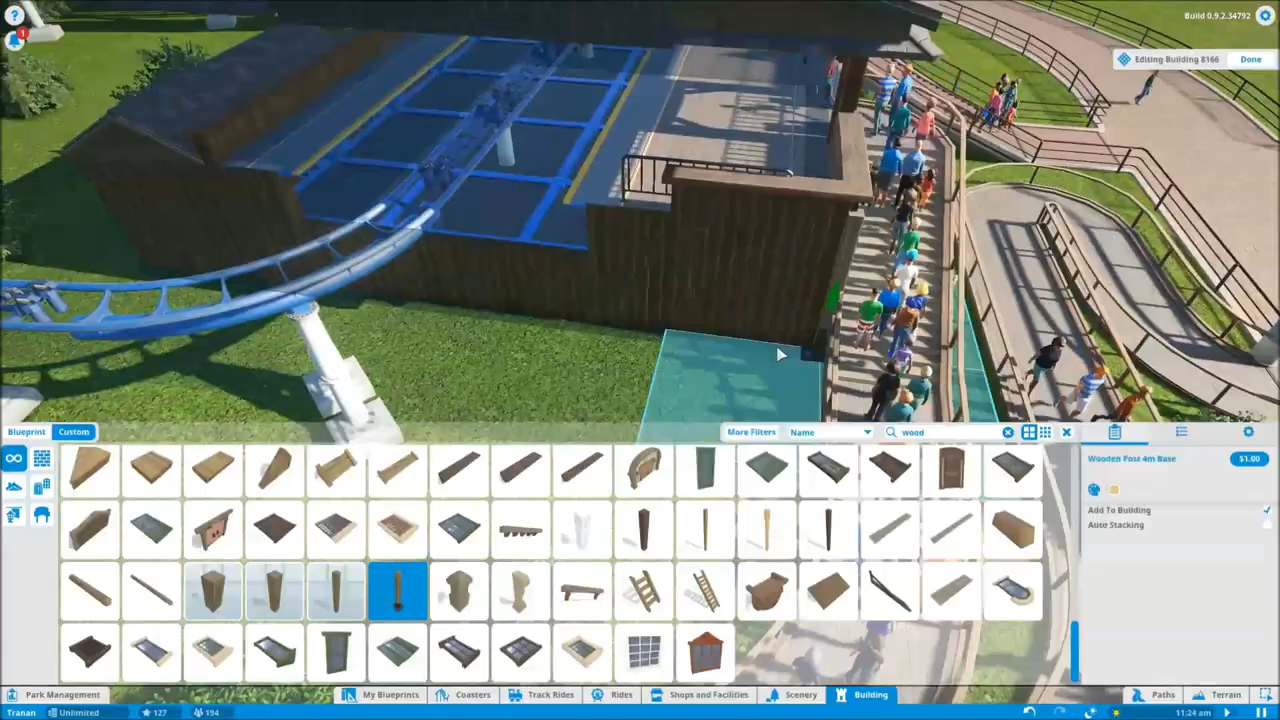 ?
1
Build 0.9.2.34792
Editing Building 8166 Done
Blueprint Custom More Filters Name wood
Wooden Post 4m Base $1.00
Add To Building
Auto Stacking
Park Management My Blueprints Coasters Track Rides Rides Shops and Facilities Scenery Building Paths Terrain
Tranan Unlimited 127 194 11:24 am